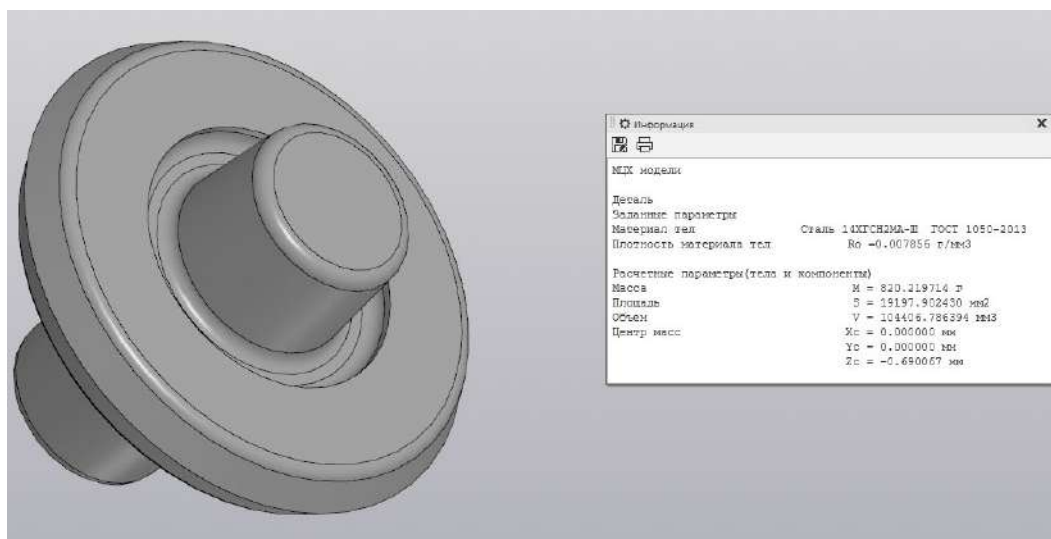 Информация
МЦХ модели
Деталь
Заданные параметры
Материал тел Сталь 14ХГСН2МА-Ш ГОСТ 1050-2013
Плотность материала тел Ro =0.007856 г/мм3
Расчетные параметры(тела и компоненты)
Масса M = 820.219714 г
Площадь S = 19197.902430 мм2
Объем V = 104406.786394 мм3
Центр масс Xc = 0.000000 мм
Yc = 0.000000 мм
Zc = -0.690067 мм